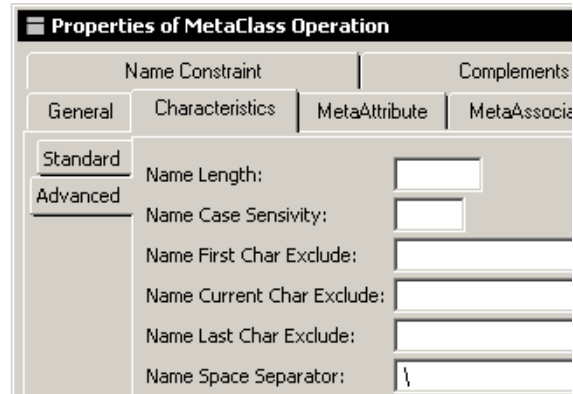 Properties of MetaClass Operation
Name Constraint Complements
General Characteristics MetaAttribute MetaAssocia
Standard
Advanced
Name Length:
Name Case Sensivity:
Name First Char Exclude:
Name Current Char Exclude:
Name Last Char Exclude:
Name Space Separator: \